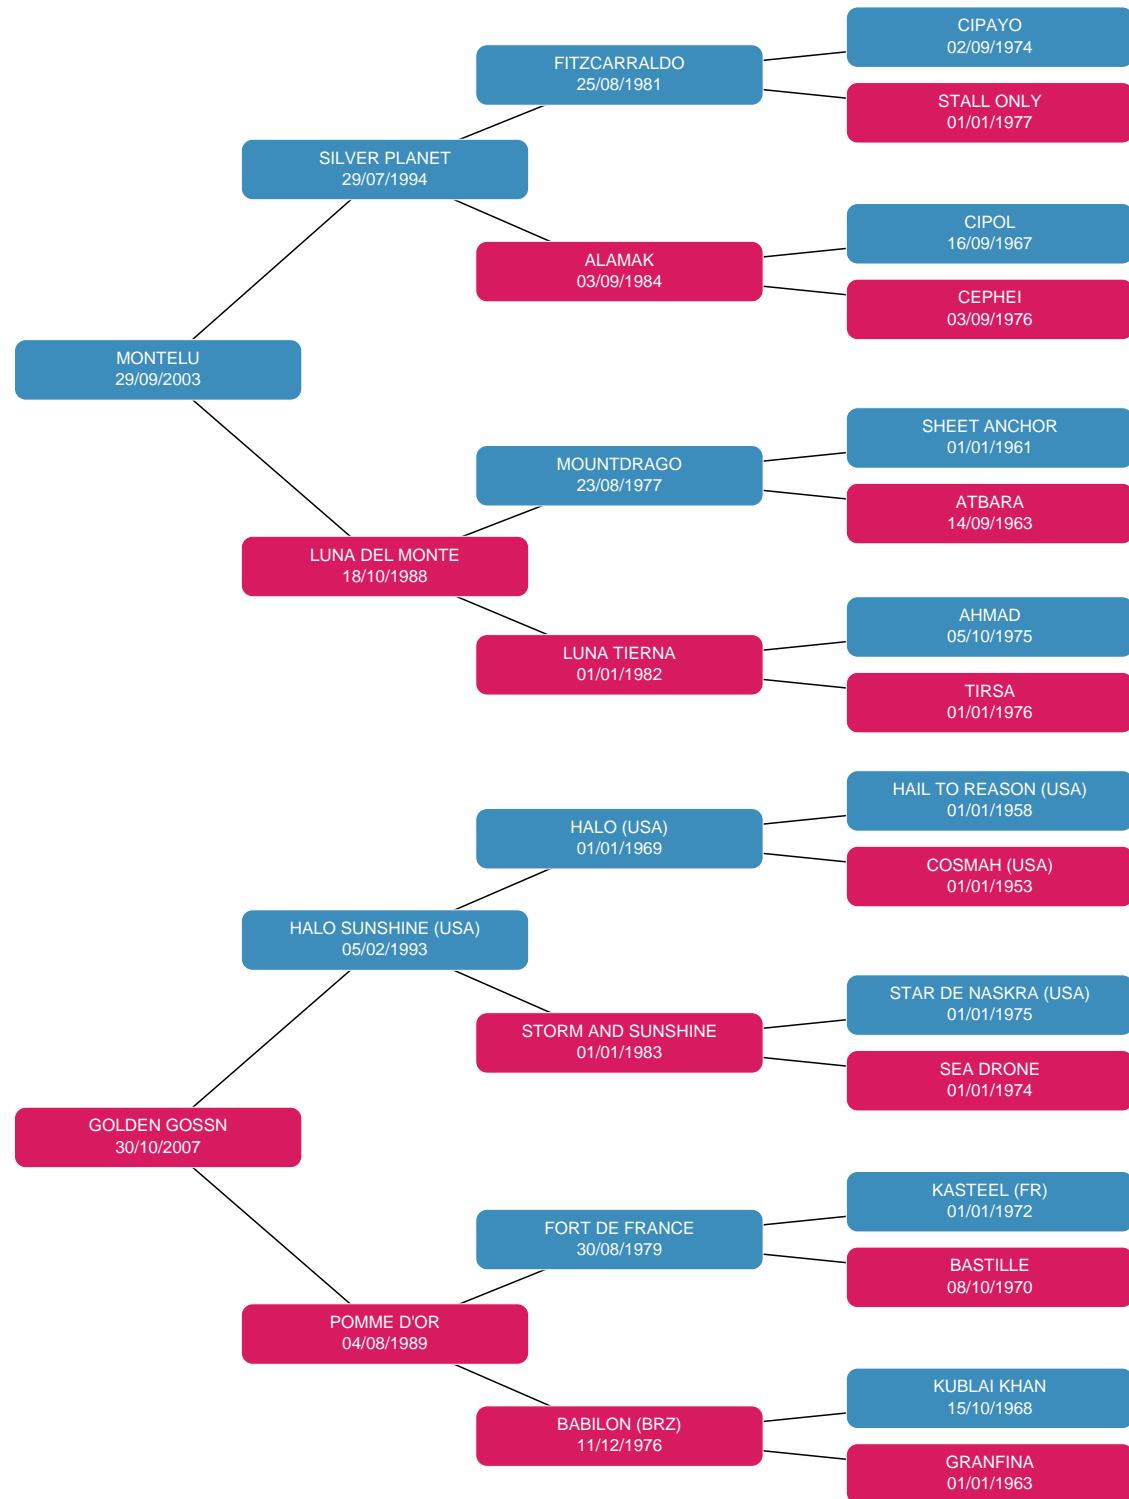 CIPAYO
02/09/1974
FITZCARRALDO
25/08/1981
STALL ONLY
01/01/1977
SILVER PLANET
29/07/1994
CIPOL
16/09/1967
ALAMAK
03/09/1984
CEPHEI
03/09/1976
MONTELU
29/09/2003
SHEET ANCHOR
01/01/1961
MOUNTDRAGO
23/08/1977
ATBARA
14/09/1963
LUNA DEL MONTE
18/10/1988
AHMAD
05/10/1975
LUNA TIERNA
01/01/1982
TIRSA
01/01/1976
HAIL TO REASON (USA)
01/01/1958
HALO (USA)
01/01/1969
COSMAH (USA)
01/01/1953
HALO SUNSHINE (USA)
05/02/1993
STAR DE NASKRA (USA)
01/01/1975
STORM AND SUNSHINE
01/01/1983
SEA DRONE
01/01/1974
GOLDEN GOSSN
30/10/2007
KASTEEL (FR)
01/01/1972
FORT DE FRANCE
30/08/1979
BASTILLE
08/10/1970
POMME D'OR
04/08/1989
KUBLAI KHAN
15/10/1968
BABILON (BRZ)
11/12/1976
GRANFINA
01/01/1963